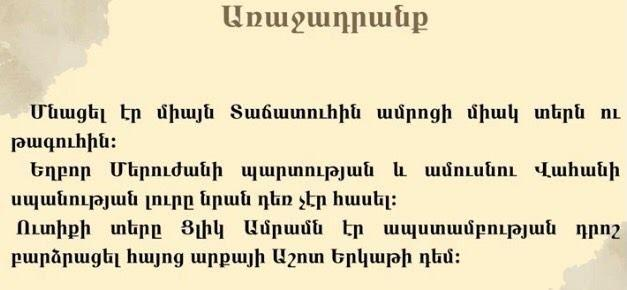 Առաջադրանք
Մնացել էր միայն Տաճատուհին ամրոցի միակ տերն ու
թագուհին:
Եղբոր Մերուժանի պարտության և ամուսնու Վահանի
սպանության լուրը նրան դեռ չէր հասել:
Ուտիքի տերը Ցլիկ Ամրամն էր ապստամբության դրոշ
բարձրացել հայոց արքայի Աշոտ Երկաթի դեմ: